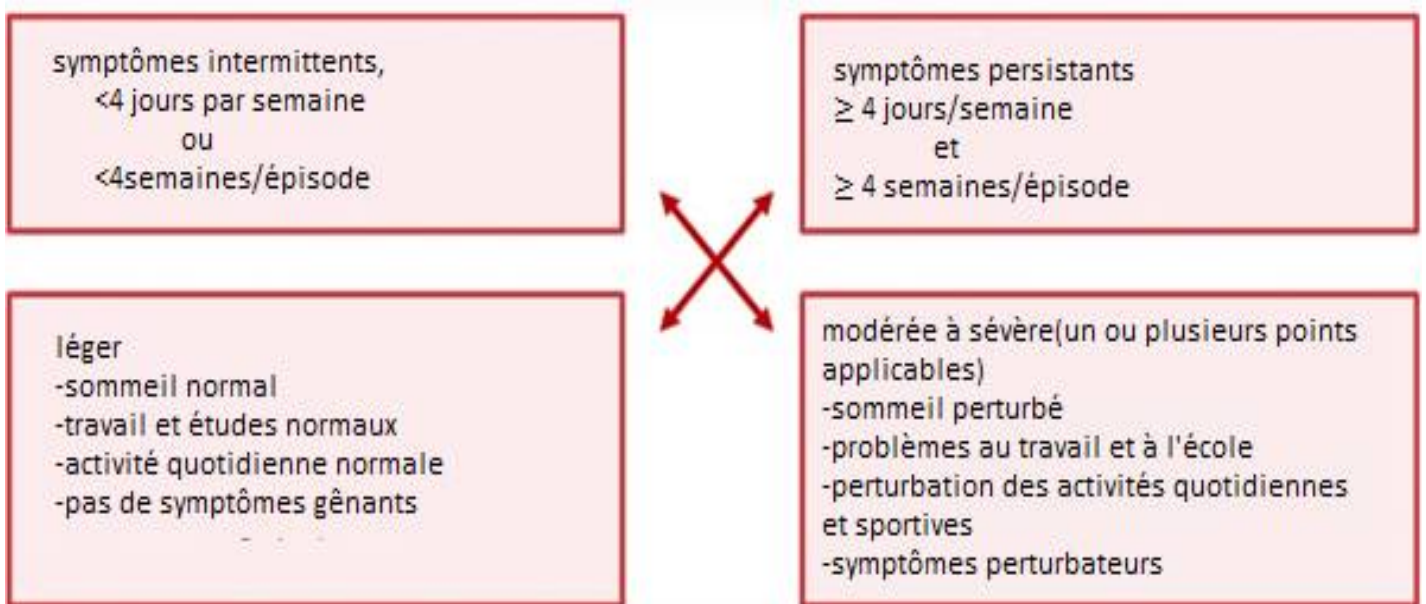 symptômes intermittents,
<4 jours par semaine
ou
<4semaines/épisode
symptômes persistants
≥ 4 jours/semaine
et
≥ 4 semaines/épisode
léger
-sommeil normal
-travail et études normaux
-activité quotidienne normale
-pas de symptômes gênants
modérée à sévère(un ou plusieurs points
applicables)
-sommeil perturbé
-problèmes au travail et à l'école
-perturbation des activités quotidiennes
et sportives
-symptômes perturbateurs